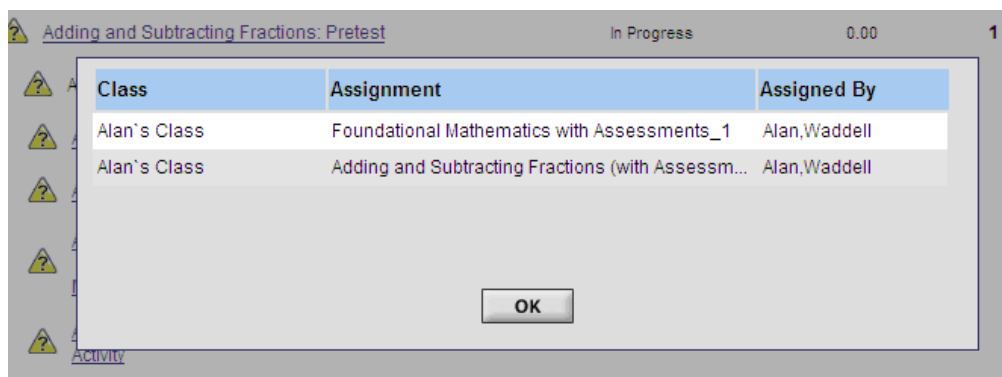 Adding and Subtracting Fractions: Pretest In Progress 0.00 1
Class Assignment Assigned By
Alan`s Class Foundational Mathematics with Assessments_1 Alan,Waddell
Alan`s Class Adding and Subtracting Fractions (with Assessm... Alan,Waddell
OK
Activity